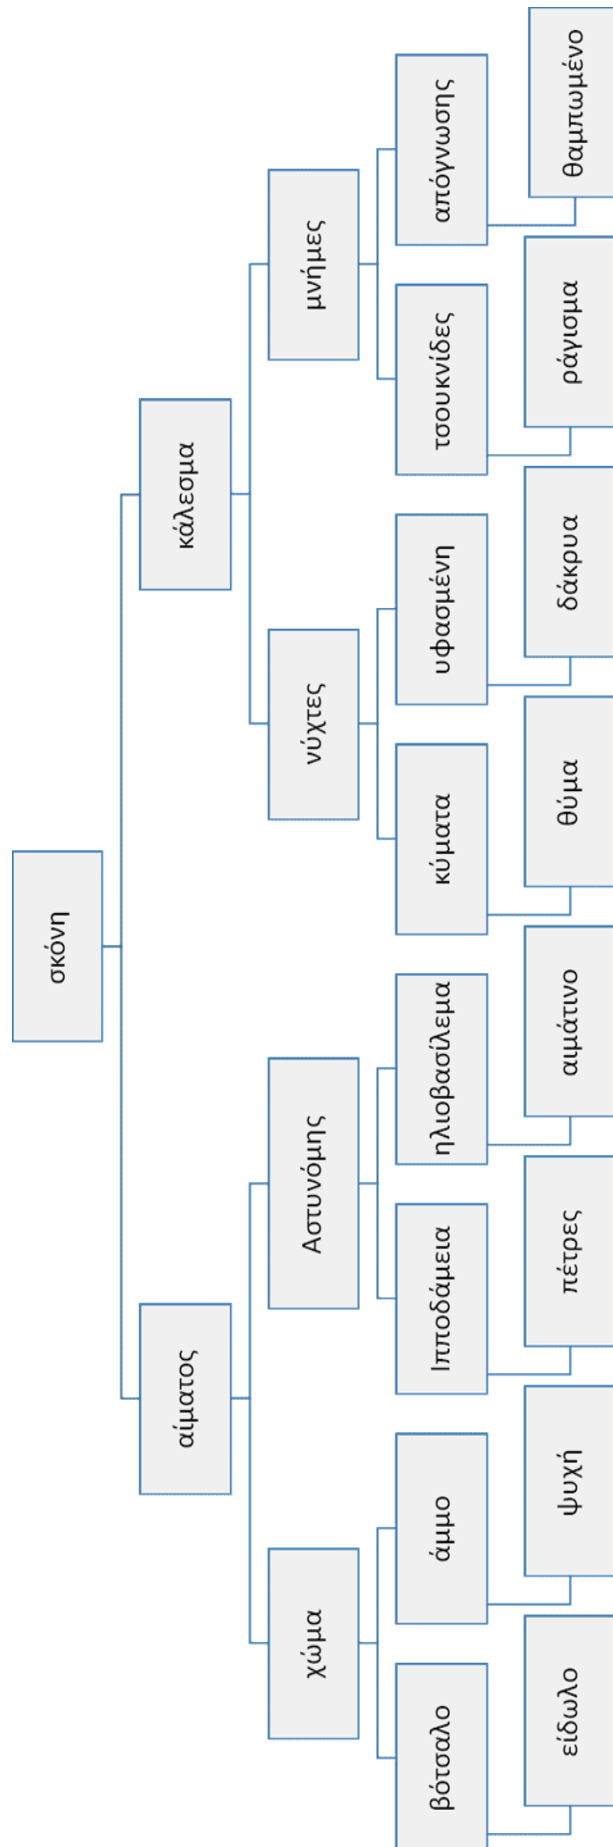 σκόνη
αίματος
κάλεσμα
χώμα
Αστυνόμης
νύχτες
μνήμες
βότσαλο
άμμο
Ιπποδάμεια
ηλιοβασίλεμα
κύματα
υφασμένη
τσουκνίδες
απόγνωσης
είδωλο
ψυχή
πέτρες
αιμάτινο
θύμα
δάκρυα
ράγισμα
θαμπωμένο